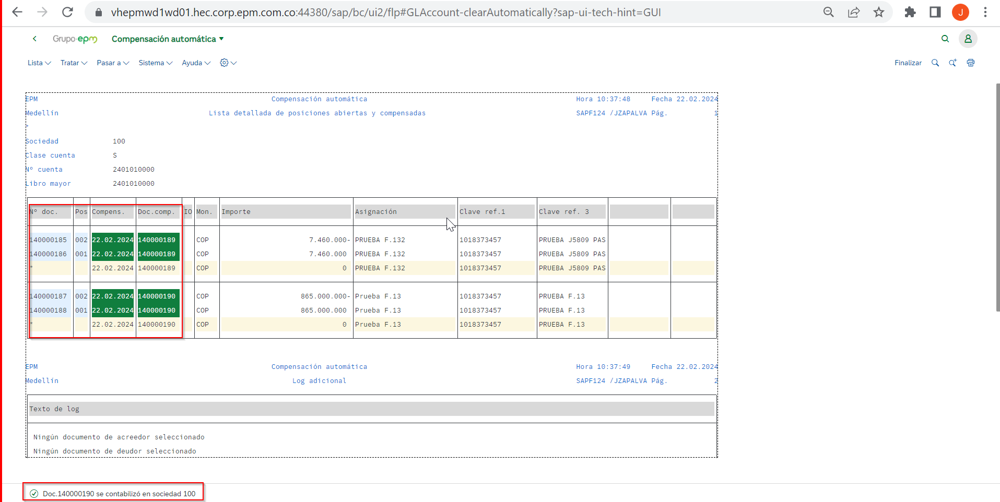 vhepmwd1wd01.hec.corp.epm.com.co:44380/sap/bc/ui2/flp#GLAccount-clearAutomatically?sap-ui-tech-hint=GUI
J
Grupo·epm Compensación automática
Lista Tratar Pasar a Sistema Ayuda Finalizar
EPM Compensación automática Hora 10:37:48 Fecha 22.02.2024
Medellín Lista detallada de posiciones abiertas y compensadas SAPF124 /JZAPALVA Pág. 1
*
Sociedad 100
Clase cuenta S
Nº cuenta 2401010000
Libro mayor 2401010000
Nº doc. Pos Compens. Doc.comp. IO Mon. Importe Asignación Clave ref.1 Clave ref. 3
140000185 002 22.02.2024 140000189 COP 7.460.000- PRUEBA F.132 1018373457 PRUEBA J5809 PAS
140000186 001 22.02.2024 140000189 COP 7.460.000 PRUEBA F.132 1018373457 PRUEBA J5809 PAS
* 22.02.2024 140000189 COP 0 PRUEBA F.132 1018373457 PRUEBA J5809 PAS
140000187 002 22.02.2024 140000190 COP 865.000.000- Prueba F.13 1018373457 PRUEBA F.13
140000188 001 22.02.2024 140000190 COP 865.000.000 Prueba F.13 1018373457 PRUEBA F.13
* 22.02.2024 140000190 COP 0 Prueba F.13 1018373457 PRUEBA F.13
EPM Compensación automática Hora 10:37:49 Fecha 22.02.2024
Medellín Log adicional SAPF124 /JZAPALVA Pág. 2
Texto de log
Ningún documento de acreedor seleccionado
Ningún documento de deudor seleccionado
Doc.140000190 se contabilizó en sociedad 100